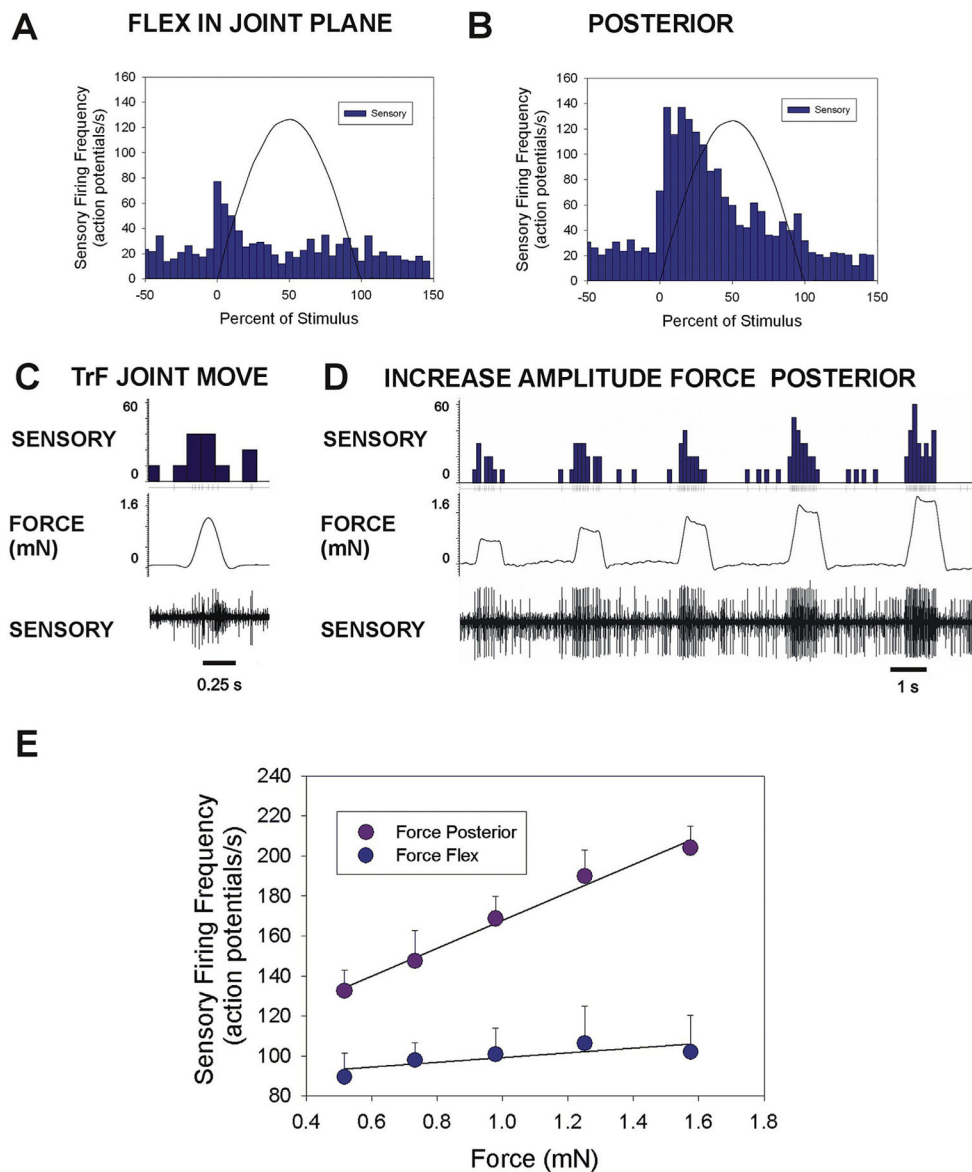 A
FLEX IN JOINT PLANE
Sensory Firing Frequency
(action potentials/s)
160
140
120
100
80
60
40
20
0
Sensory
-50
0
50
100
150
Percent of Stimulus
B
POSTERIOR
Sensory Firing Frequency
(action potentials/s)
160
140
120
100
80
60
40
20
0
Sensory
-50
0
50
100
150
Percent of Stimulus
C
TrF JOINT MOVE
SENSORY
60
0
FORCE
(mN)
1.6
0
SENSORY
0.25 s
D
INCREASE AMPLITUDE FORCE POSTERIOR
SENSORY
60
0
FORCE
(mN)
1.6
0
SENSORY
1 s
E
Sensory Firing Frequency
(action potentials/s)
240
220
200
180
160
140
120
100
80
Force Posterior
Force Flex
0.4
0.6
0.8
1.0
1.2
1.4
1.6
1.8
Force (mN)